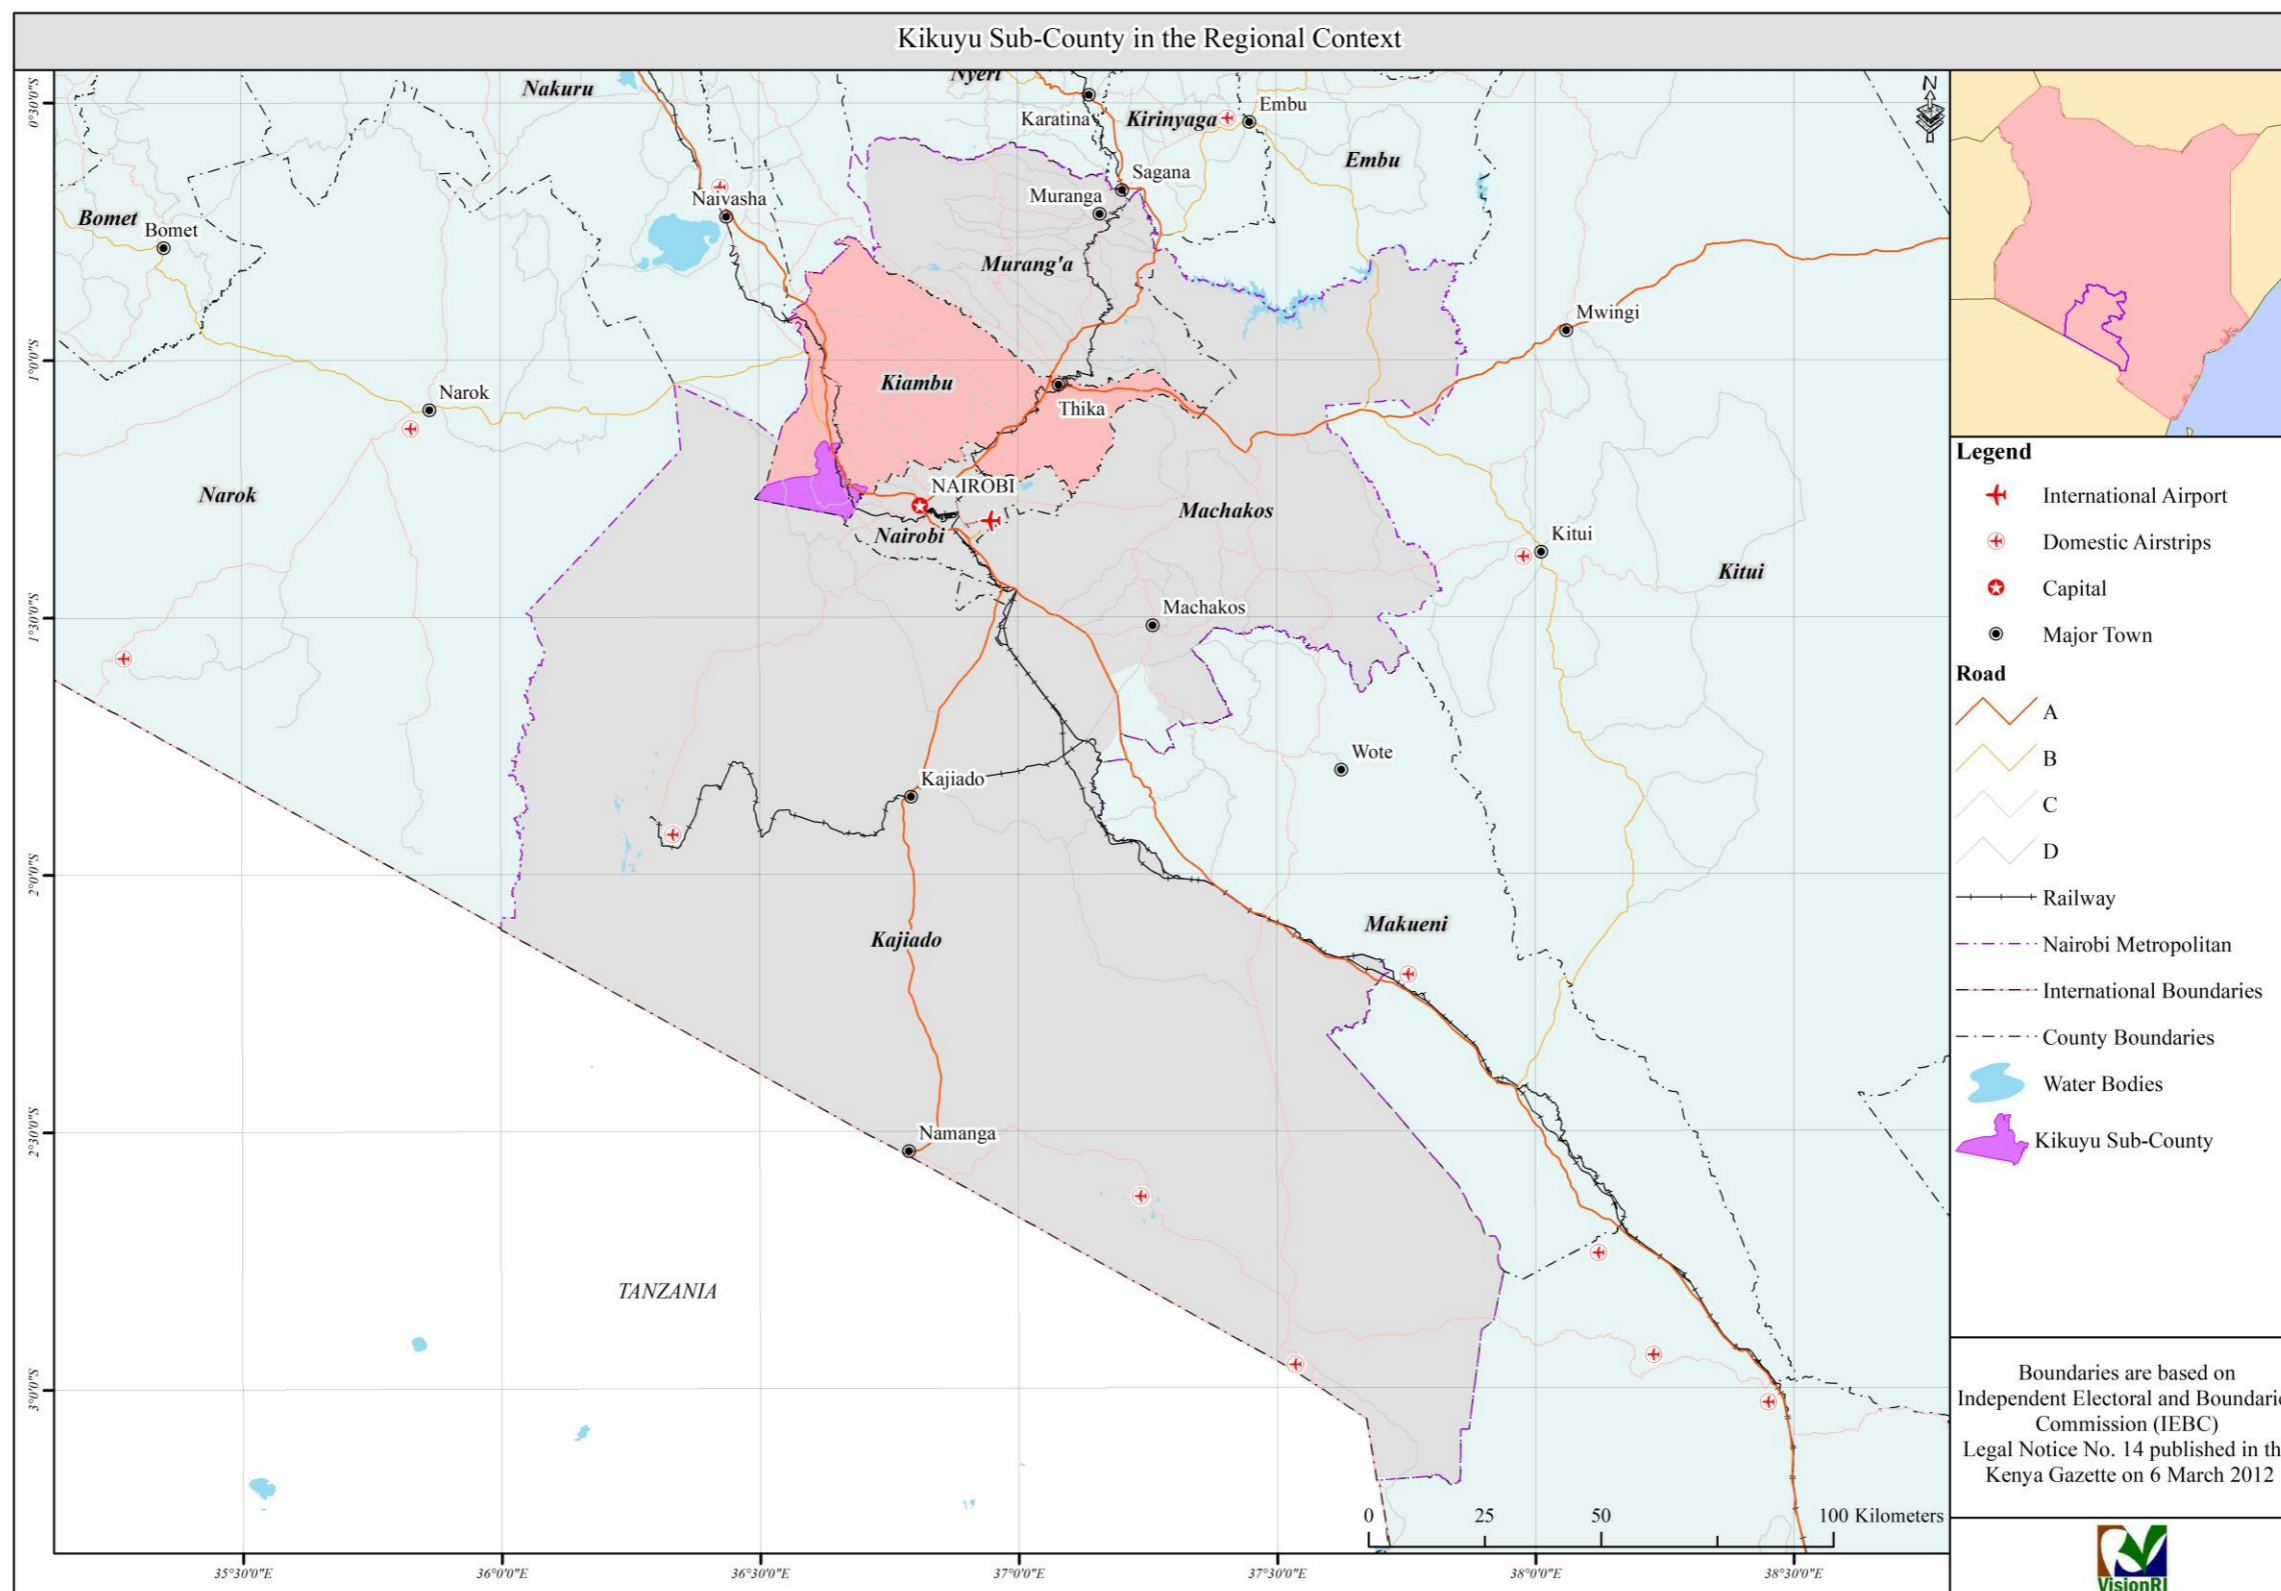 Kikuyu Sub-County in the Regional Context
Nakuru
Nyeri
Karatina
Kirinyaga
Embu
Embu
Sagana
Muranga
Naivasha
Bomet
Bomet
Murang'a
Mwingi
Kiambu
Narok
Thika
Narok
NAIROBI
Nairobi
Machakos
Kitui
Kitui
Machakos
Wote
Kajiado
Makueni
Kajiado
Namanga
TANZANIA
0°30'0"S
1°0'0"S
1°30'0"S
2°0'0"S
2°30'0"S
3°0'0"S
0 25 50 100 Kilometers
35°30'0"E 36°0'0"E 36°30'0"E 37°0'0"E 37°30'0"E 38°0'0"E 38°30'0"E
N
Legend
International Airport
Domestic Airstrips
Capital
Major Town
Road
A
B
C
D
Railway
Nairobi Metropolitan
International Boundaries
County Boundaries
Water Bodies
Kikuyu Sub-County
Boundaries are based on
Independent Electoral and Boundarie
Commission (IEBC)
Legal Notice No. 14 published in th
Kenya Gazette on 6 March 2012
VisionRI